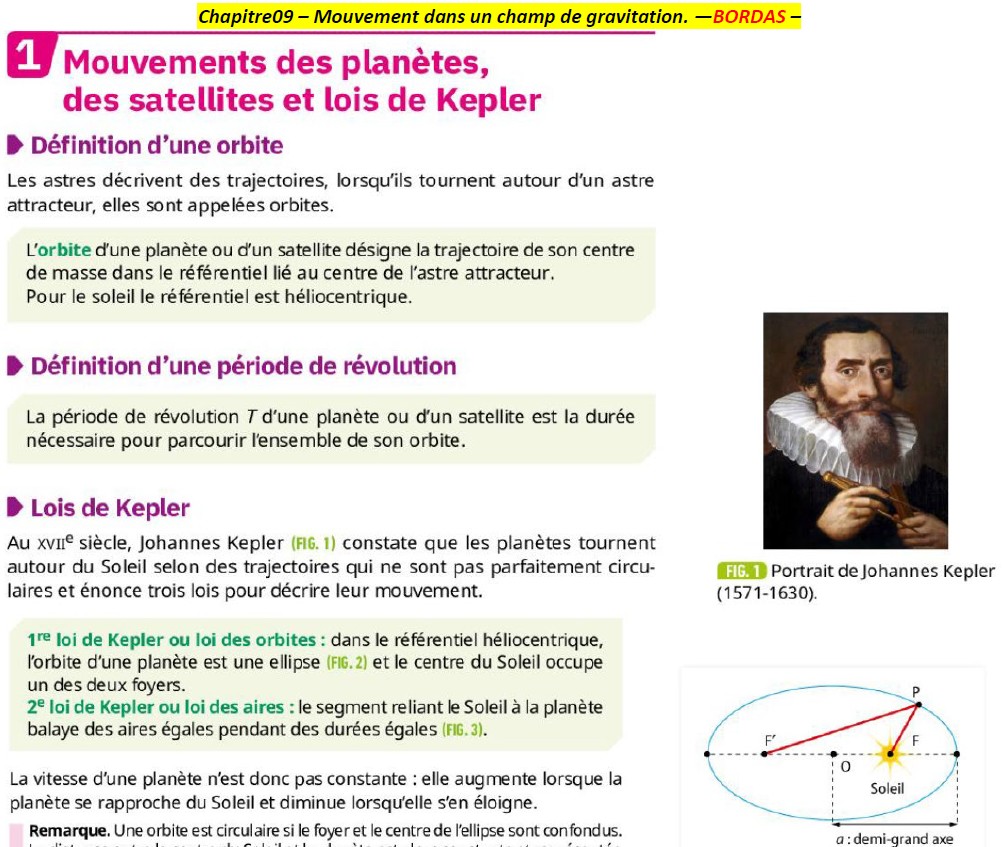 Chapitre09 – Mouvement dans un champ de gravitation. —BORDAS –
1 Mouvements des planètes,
des satellites et lois de Kepler
Définition d'une orbite
Les astres décrivent des trajectoires, lorsqu'ils tournent autour d'un astre
attracteur, elles sont appelées orbites.
L'orbite d'une planète ou d'un satellite désigne la trajectoire de son centre
de masse dans le référentiel lié au centre de l'astre attracteur.
Pour le soleil le référentiel est héliocentrique.
Définition d'une période de révolution
La période de révolution T d'une planète ou d'un satellite est la durée
nécessaire pour parcourir l'ensemble de son orbite.
Lois de Kepler
Au XVIIe siècle, Johannes Kepler (FIG. 1) constate que les planètes tournent
autour du Soleil selon des trajectoires qui ne sont pas parfaitement circu-
laires et énonce trois lois pour décrire leur mouvement.
FIG. 1 Portrait de Johannes Kepler
(1571-1630).
1re loi de Kepler ou loi des orbites : dans le référentiel héliocentrique,
l'orbite d'une planète est une ellipse (FIG. 2) et le centre du Soleil occupe
un des deux foyers.
2e loi de Kepler ou loi des aires : le segment reliant le Soleil à la planète
balaye des aires égales pendant des durées égales (FIG. 3).
La vitesse d'une planète n'est donc pas constante : elle augmente lorsque la
planète se rapproche du Soleil et diminue lorsqu'elle s'en éloigne.
Remarque. Une orbite est circulaire si le foyer et le centre de l'ellipse sont confondus.
P
F'
F
O
Soleil
a : demi-grand axe